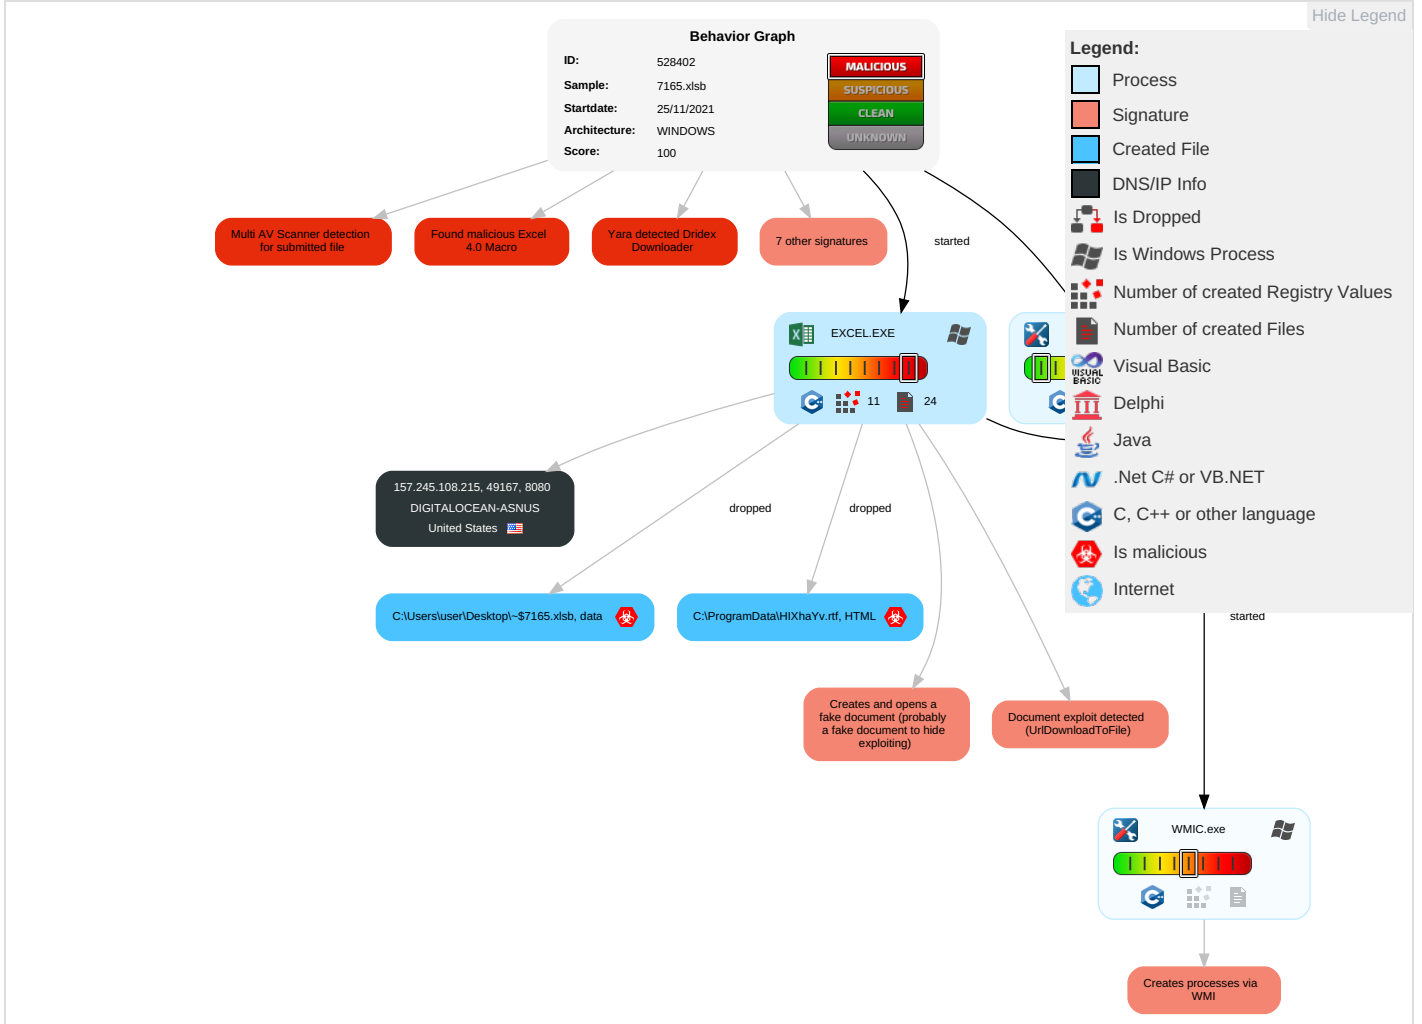 Hide Legend
Behavior Graph
ID: 528402
Sample: 7165.xlsb
Startdate: 25/11/2021
Architecture: WINDOWS
Score: 100
MALICIOUS
SUSPICIOUS
CLEAN
UNKNOWN
Legend:
Process
Signature
Created File
DNS/IP Info
Is Dropped
Is Windows Process
Number of created Registry Values
Number of created Files
VISUAL
BASIC
Visual Basic
Delphi
Java
.Net C# or VB.NET
C, C++ or other language
Is malicious
Internet
Multi AV Scanner detection
for submitted file
Found malicious Excel
4.0 Macro
Yara detected Dridex
Downloader
7 other signatures
started
EXCEL.EXE
11
24
157.245.108.215, 49167, 8080
DIGITALOCEAN-ASNUS
United States
dropped
dropped
C:\Users\user\Desktop\~$7165.xlsb, data
C:\ProgramData\HIXhaYv.rtf, HTML
started
Creates and opens a
fake document (probably
a fake document to hide
exploiting)
Document exploit detected
(UrlDownloadToFile)
WMIC.exe
Creates processes via
WMI